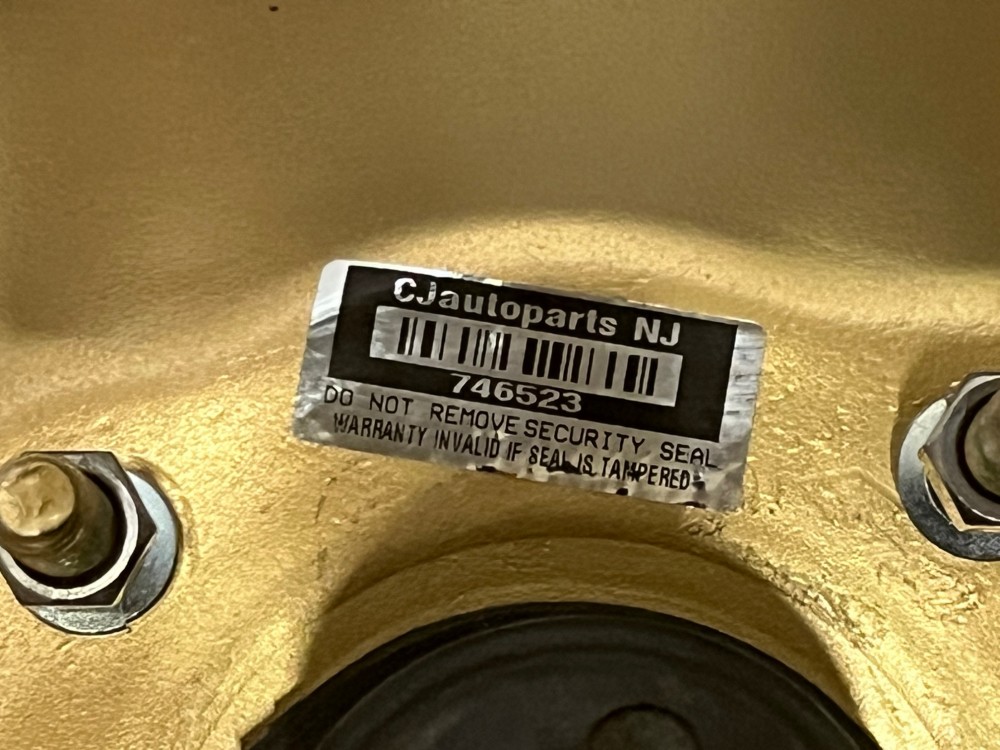 CJautoparts NJ
746523
DO NOT REMOVE SECURITY SEAL
WARRANTY INVALID IF SEAL IS TAMPERED